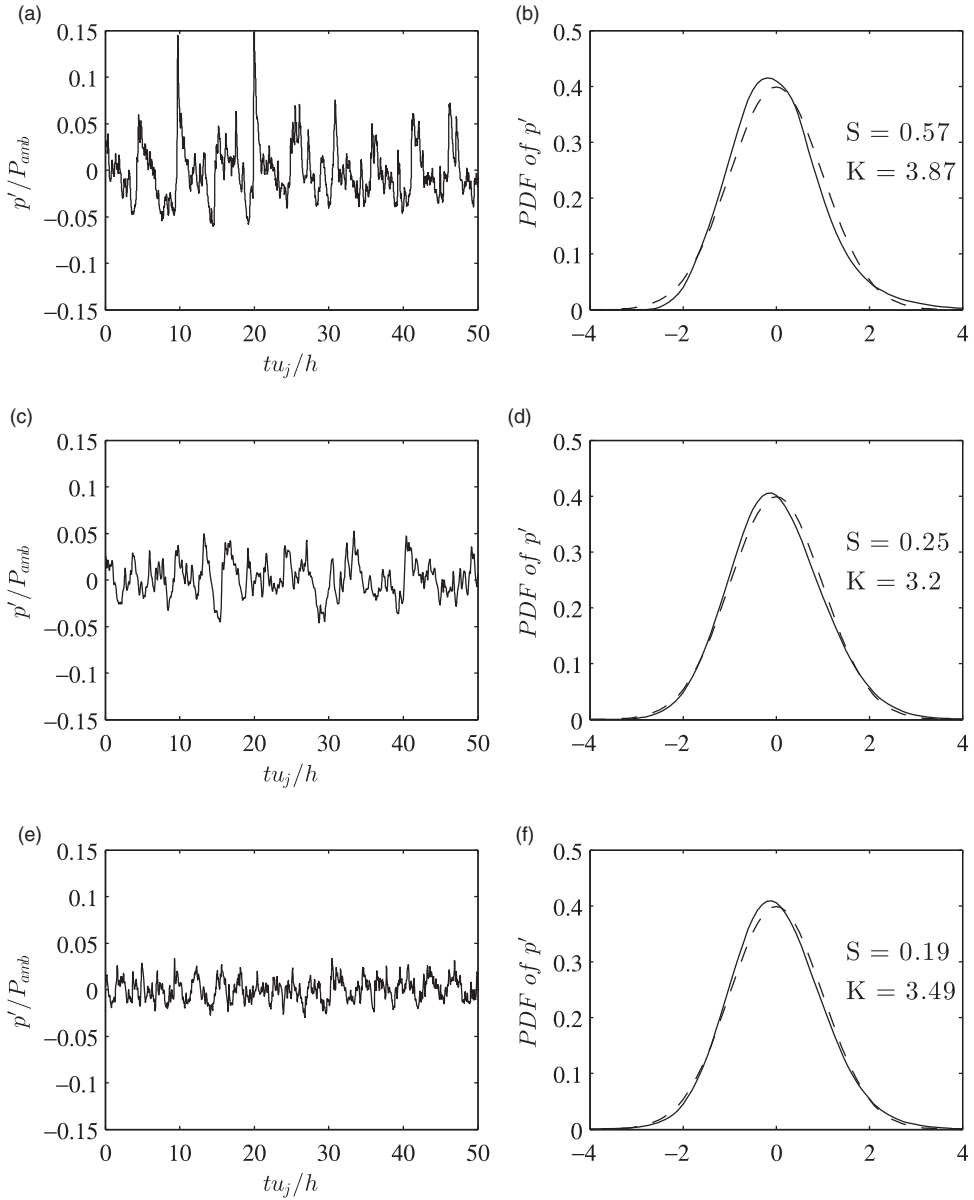 (a)
0.15
0.1
0.05
0
−0.05
−0.1
−0.15
p′/P_amb
0 10 20 30 40 50
tu_j/h
(b)
0.5
0.4
0.3
0.2
0.1
0
PDF of p′
S = 0.57
K = 3.87
−4 −2 0 2 4
(c)
0.15
0.1
0.05
0
−0.05
−0.1
−0.15
p′/P_amb
0 10 20 30 40 50
tu_j/h
(d)
0.5
0.4
0.3
0.2
0.1
0
PDF of p′
S = 0.25
K = 3.2
−4 −2 0 2 4
(e)
0.15
0.1
0.05
0
−0.05
−0.1
−0.15
p′/P_amb
0 10 20 30 40 50
tu_j/h
(f)
0.5
0.4
0.3
0.2
0.1
0
PDF of p′
S = 0.19
K = 3.49
−4 −2 0 2 4